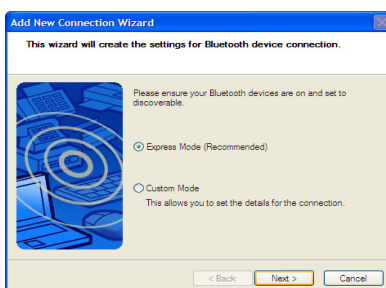 Add New Connection Wizard
This wizard will create the settings for Bluetooth device connection.
Please ensure your Bluetooth devices are on and set to
discoverable.
Express Mode (Recommended)
Custom Mode
This allows you to set the details for the connection.
< Back
Next >
Cancel